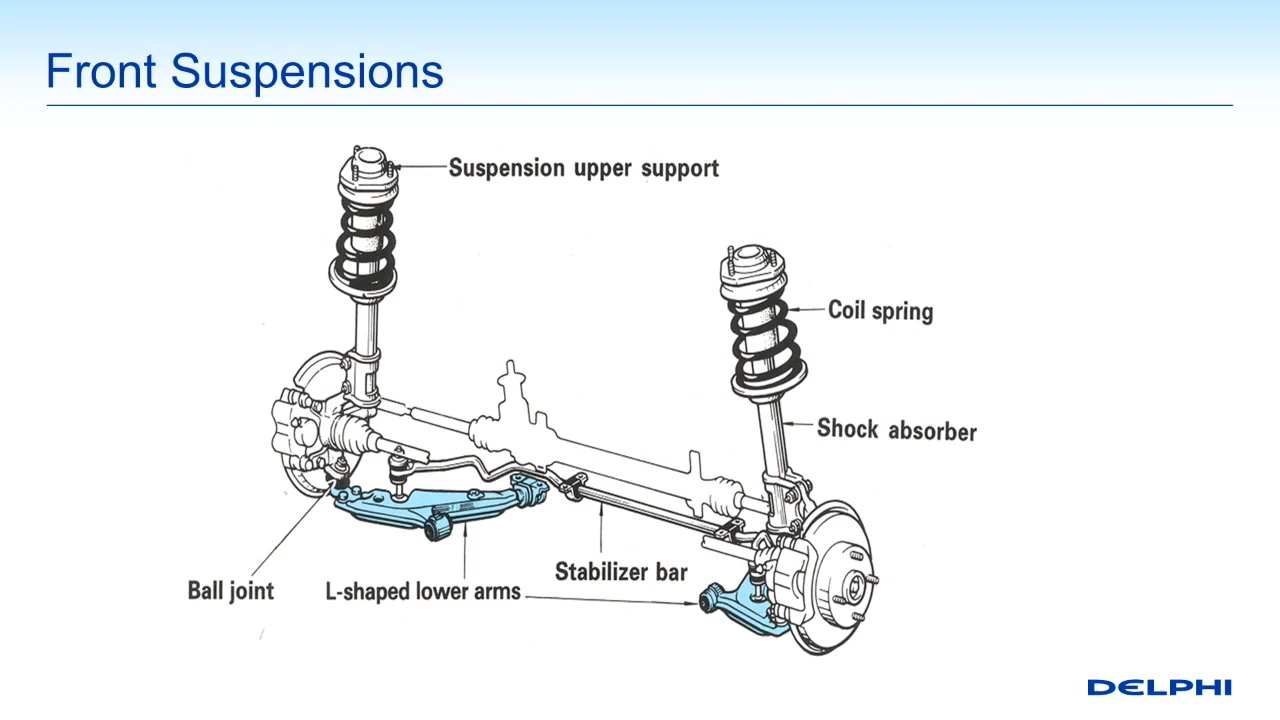 Front Suspensions
Suspension upper support
Coil spring
Shock absorber
Stabilizer bar
Ball joint
L-shaped lower arms
DELPHI